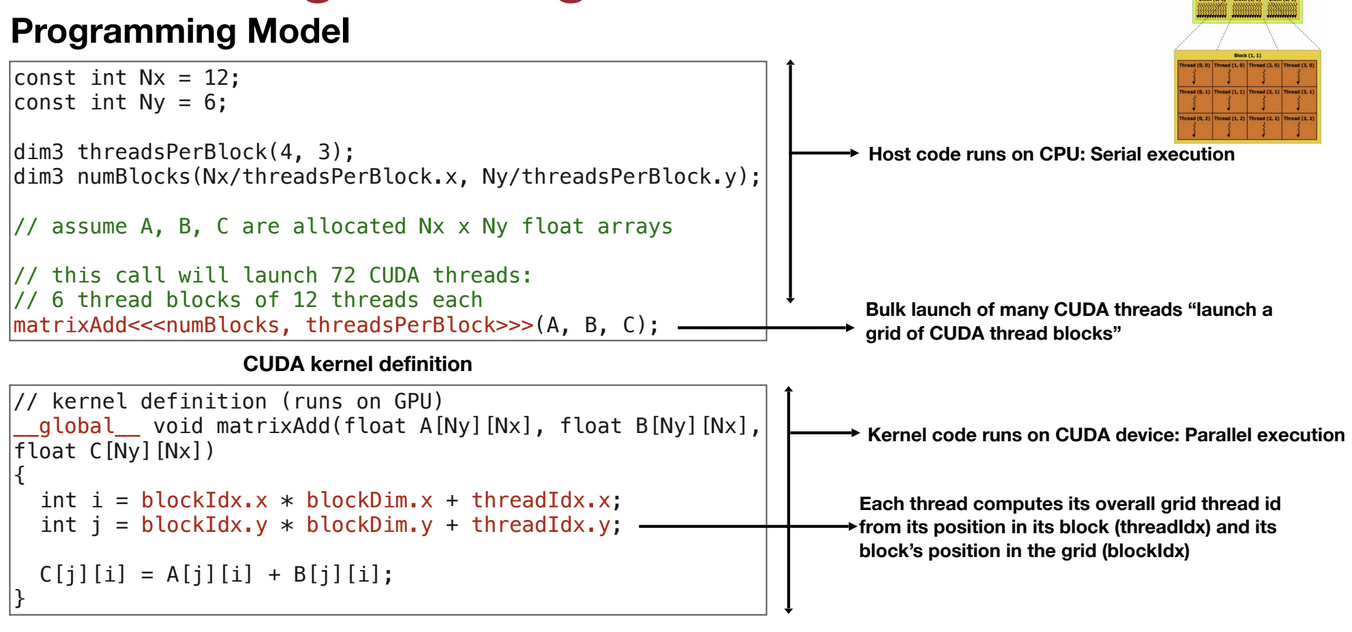 Programming Model
const int Nx = 12;
const int Ny = 6;
dim3 threadsPerBlock(4, 3);
dim3 numBlocks(Nx/threadsPerBlock.x, Ny/threadsPerBlock.y);
// assume A, B, C are allocated Nx x Ny float arrays
// this call will launch 72 CUDA threads:
// 6 thread blocks of 12 threads each
matrixAdd<<<numBlocks, threadsPerBlock>>>(A, B, C);
Block (1, 1)
Thread (0, 0) Thread (1, 0) Thread (2, 0) Thread (3, 0)
Thread (0, 1) Thread (1, 1) Thread (2, 1) Thread (3, 1)
Thread (0, 2) Thread (1, 2) Thread (2, 2) Thread (3, 2)
Host code runs on CPU: Serial execution
Bulk launch of many CUDA threads “launch a
grid of CUDA thread blocks”
CUDA kernel definition
// kernel definition (runs on GPU)
__global__ void matrixAdd(float A[Ny][Nx], float B[Ny][Nx],
float C[Ny][Nx])
{
int i = blockIdx.x * blockDim.x + threadIdx.x;
int j = blockIdx.y * blockDim.y + threadIdx.y;
C[j][i] = A[j][i] + B[j][i];
}
Kernel code runs on CUDA device: Parallel execution
Each thread computes its overall grid thread id
from its position in its block (threadIdx) and its
block’s position in the grid (blockIdx)